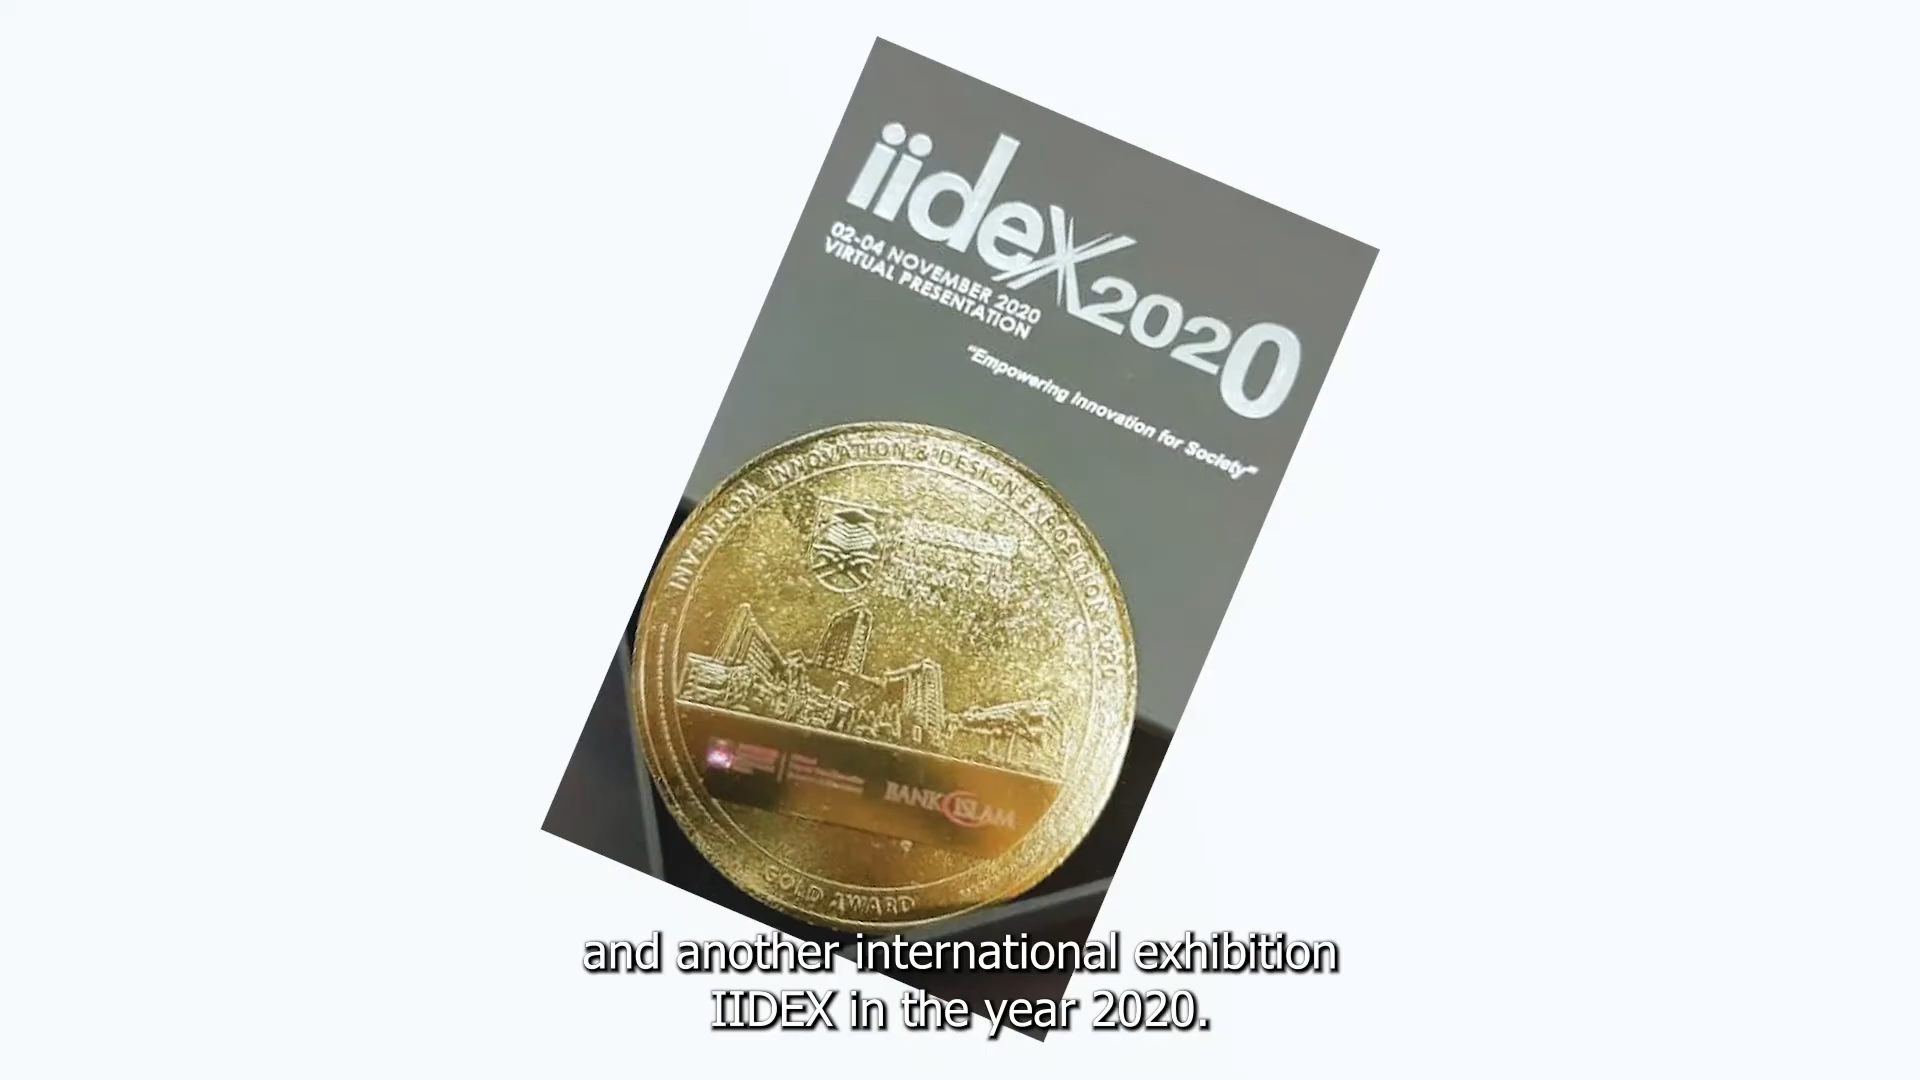 iidex2020
02-04 NOVEMBER 2020
VIRTUAL PRESENTATION
"Empowering Innovation for Society"
INVENTION, INNOVATION & DESIGN EXPOSITION 2020
BANK ISLAM
GOLD AWARD
and another international exhibition
IIDEX in the year 2020.